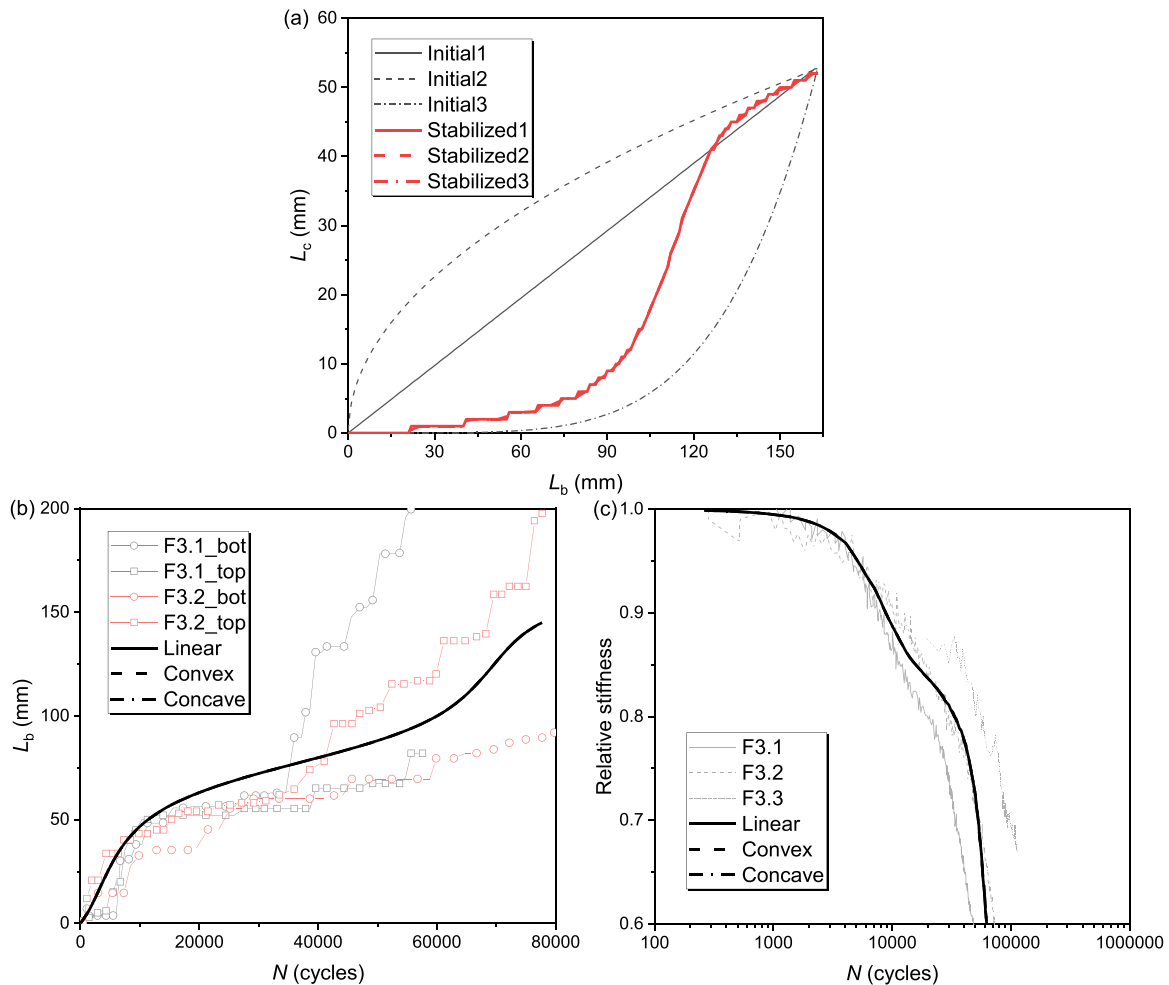 (a)
60
50
40
30
20
10
0
L_c (mm)
Initial1
Initial2
Initial3
Stabilized1
Stabilized2
Stabilized3
0 30 60 90 120 150
L_b (mm)
(b)
200
150
100
50
0
L_b (mm)
F3.1_bot
F3.1_top
F3.2_bot
F3.2_top
Linear
Convex
Concave
0 20000 40000 60000 80000
N (cycles)
(c)
1.0
0.9
0.8
0.7
0.6
Relative stiffness
F3.1
F3.2
F3.3
Linear
Convex
Concave
100 1000 10000 100000 1000000
N (cycles)